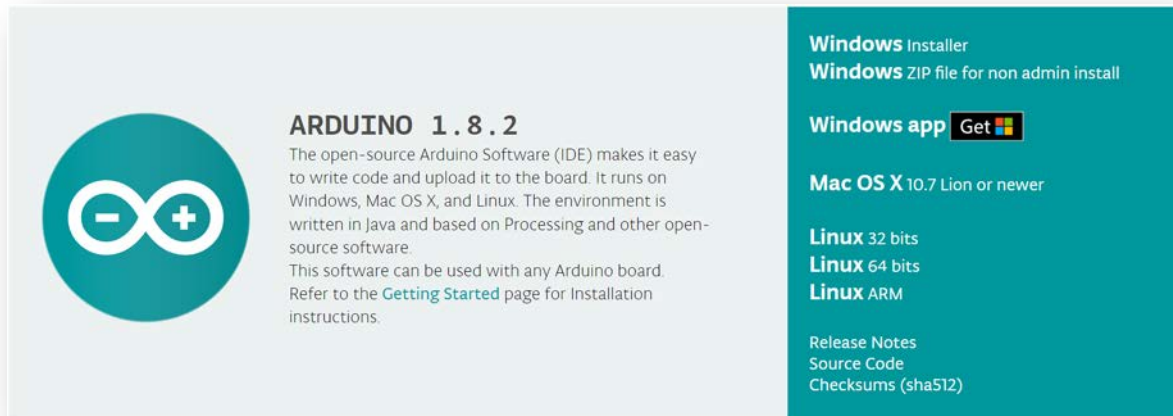 ARDUINO 1.8.2
The open-source Arduino Software (IDE) makes it easy
to write code and upload it to the board. It runs on
Windows, Mac OS X, and Linux. The environment is
written in Java and based on Processing and other open-
source software.
This software can be used with any Arduino board.
Refer to the Getting Started page for Installation
instructions.
Windows Installer
Windows ZIP file for non admin install
Windows app Get
Mac OS X 10.7 Lion or newer
Linux 32 bits
Linux 64 bits
Linux ARM
Release Notes
Source Code
Checksums (sha512)